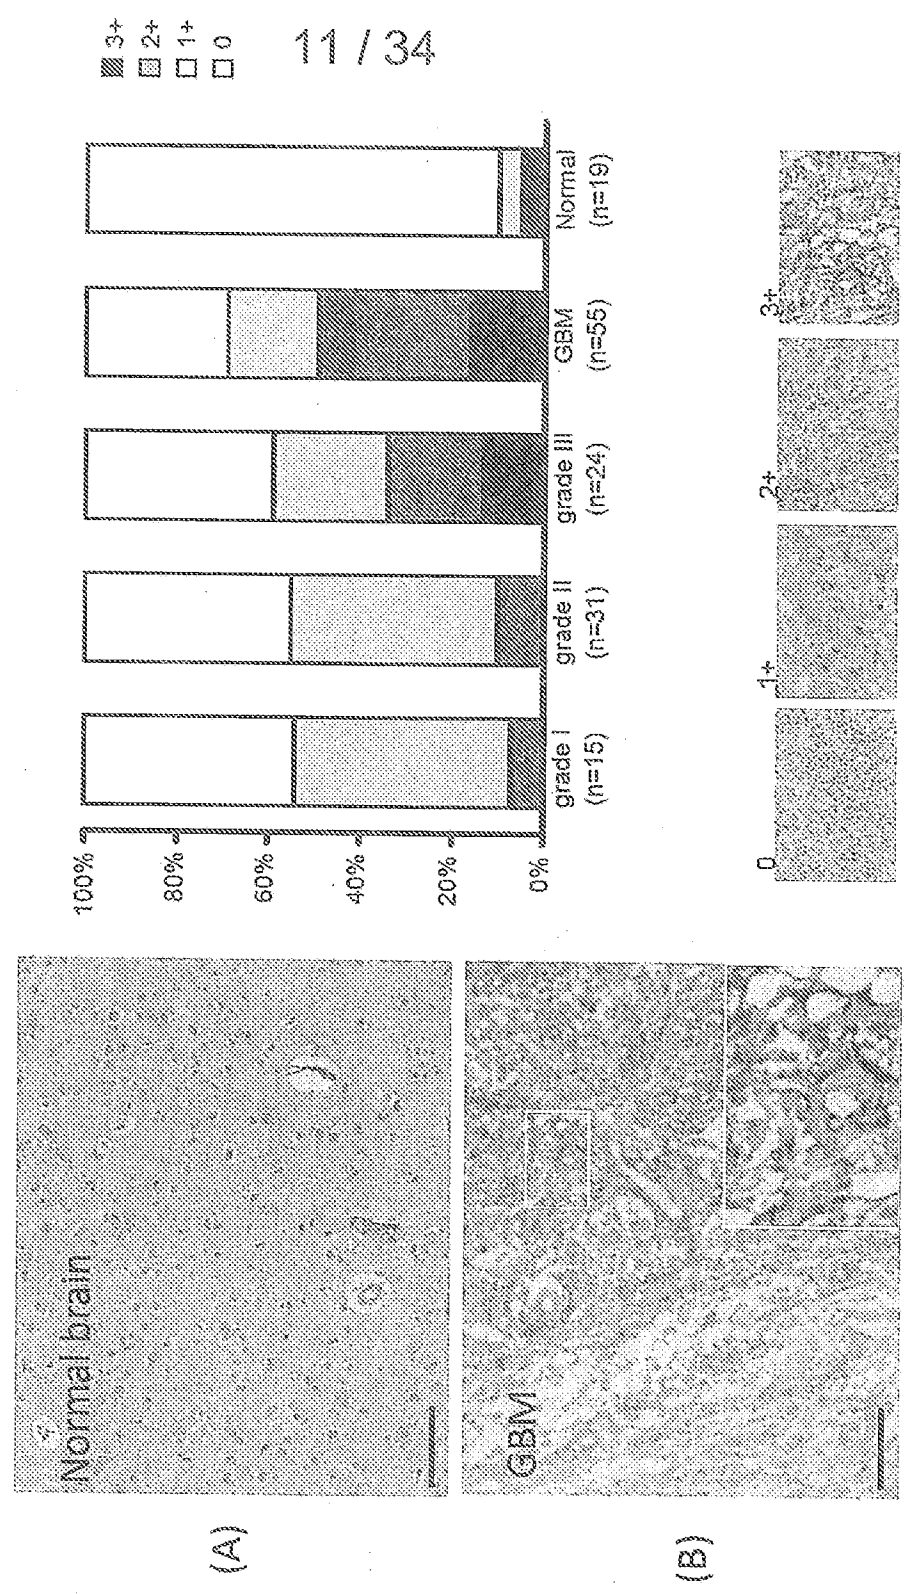 (A)
Normal brain
100%
80%
60%
40%
20%
0%
grade I
(n=15)
grade II
(n=31)
grade III
(n=24)
GBM
(n=55)
Normal
(n=19)
3+
2+
1+
0
11 / 34
(B)
GBM
0
1+
2+
3+